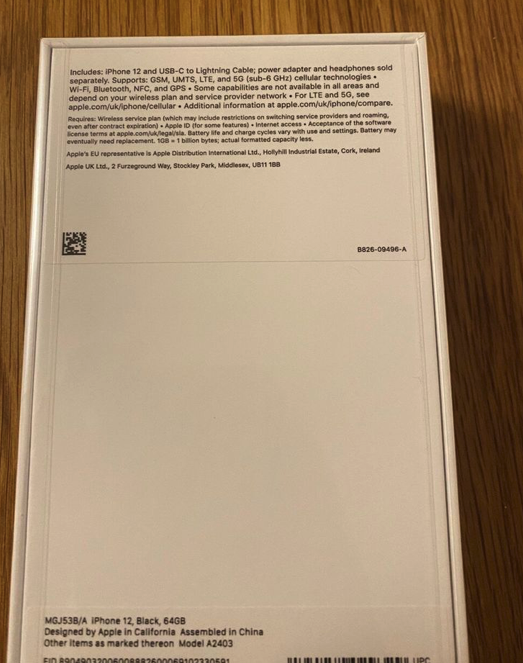 Includes: iPhone 12 and USB-C to Lightning Cable; power adapter and headphones sold
separately. Supports: GSM, UMTS, LTE, and 5G (sub-6 GHz) cellular technologies •
Wi-Fi, Bluetooth, NFC, and GPS • Some capabilities are not available in all areas and
depend on your wireless plan and service provider network • For LTE and 5G, see
apple.com/uk/iphone/cellular • Additional information at apple.com/uk/iphone/compare.
Requires: Wireless service plan (which may include restrictions on switching service providers and roaming,
even after contract expiration) • Apple ID (for some features) • Internet access • Acceptance of the software
license terms at apple.com/uk/legal/sla. Battery life and charge cycles vary with use and settings. Battery may
eventually need replacement. 1GB = 1 billion bytes; actual formatted capacity less.
Apple's EU representative is Apple Distribution International Ltd., Hollyhill Industrial Estate, Cork, Ireland
Apple UK Ltd., 2 Furzeground Way, Stockley Park, Middlesex, UB11 1BB
BB26-09496-A
MGJ53B/A iPhone 12, Black, 64GB
Designed by Apple in California Assembled in China
Other items as marked thereon Model A2403
EID
UPC